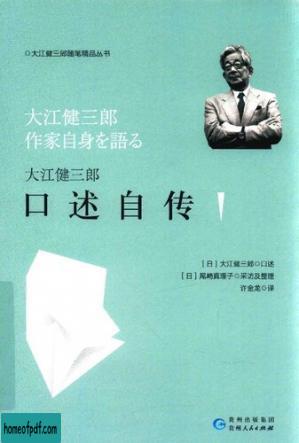 ◎大江健三郎随笔精品丛书
大江健三郎
作家自身を語る
大江健三郎
口述自传
［日］大江健三郎◎口述
［日］尾崎真理子◎采访及整理
许金龙◎译
贵州出版集团
贵州人民出版社
homeofpdf.com